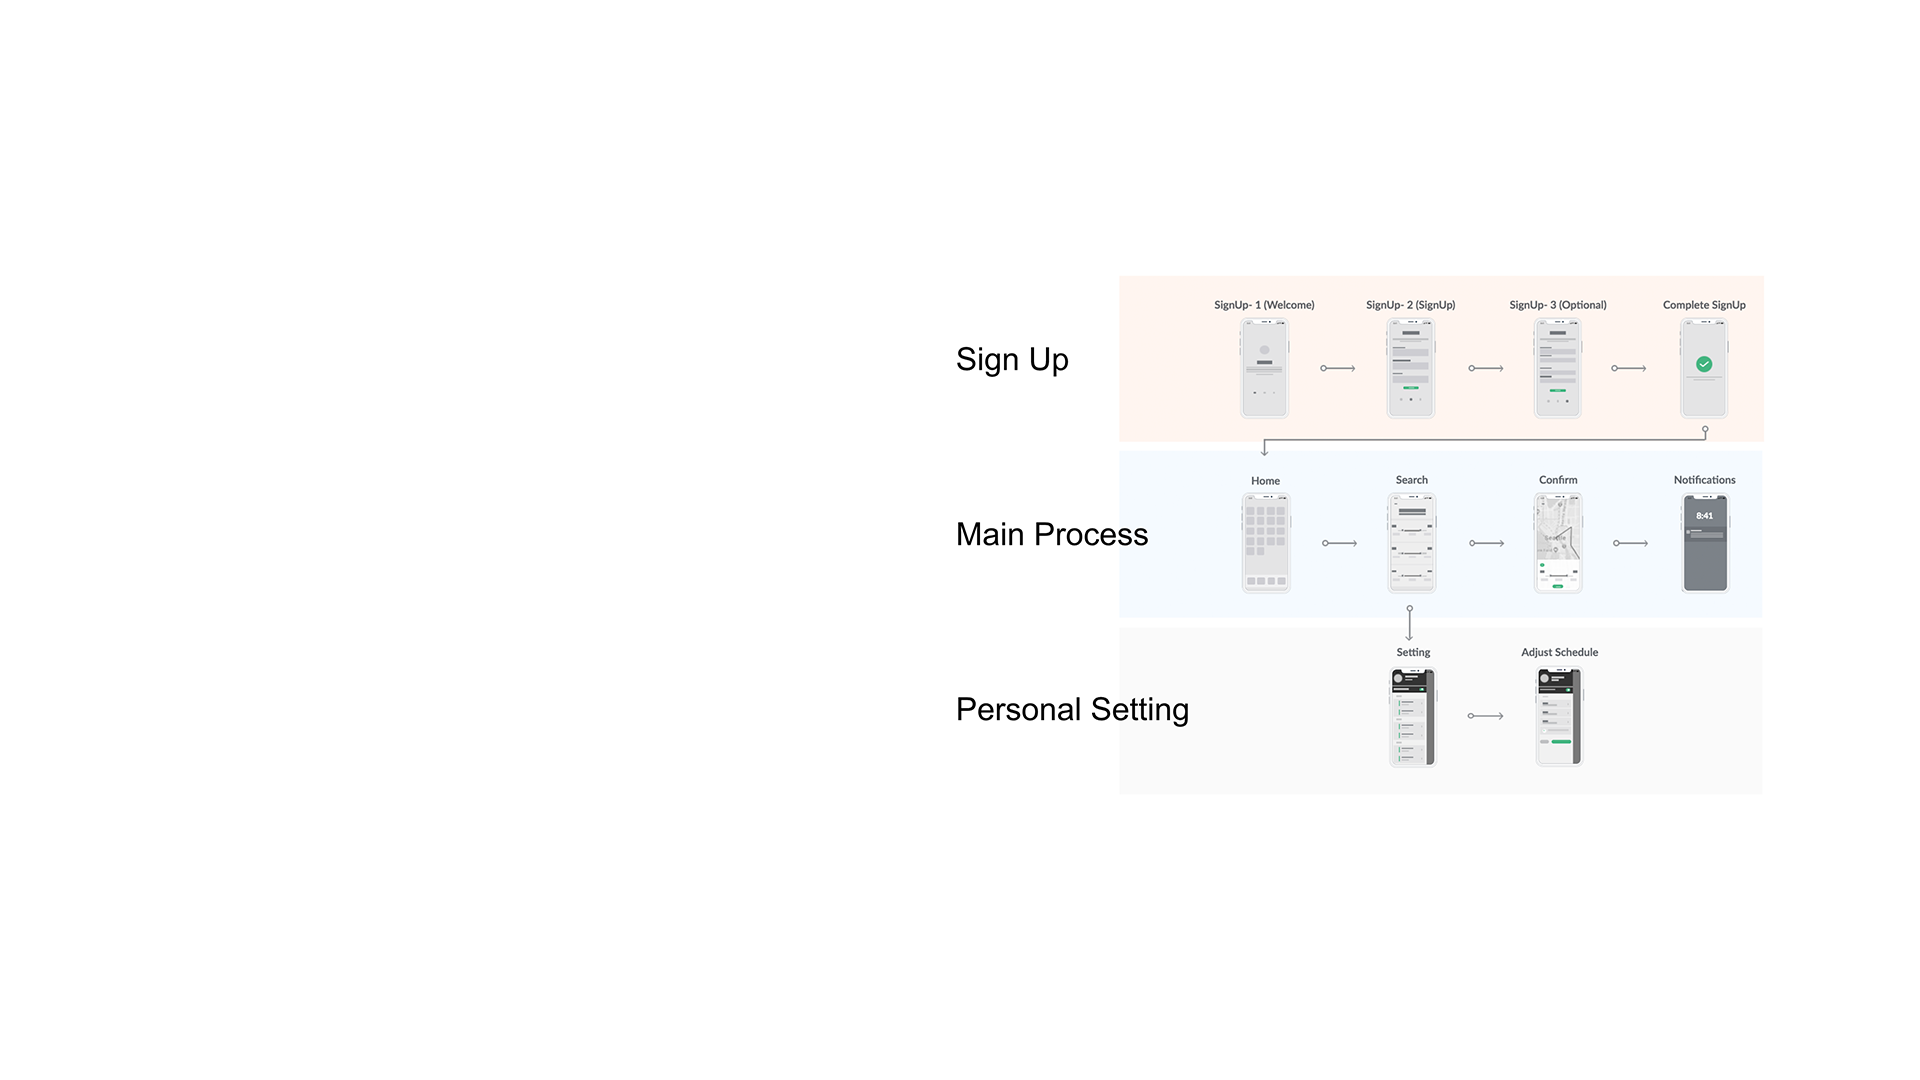 SignUp- 1 (Welcome)
SignUp- 2 (SignUp)
SignUp- 3 (Optional)
Complete SignUp
Sign Up
Home
Search
Confirm
Notifications
8:41
Seattle
Main Process
Setting
Adjust Schedule
Personal Setting